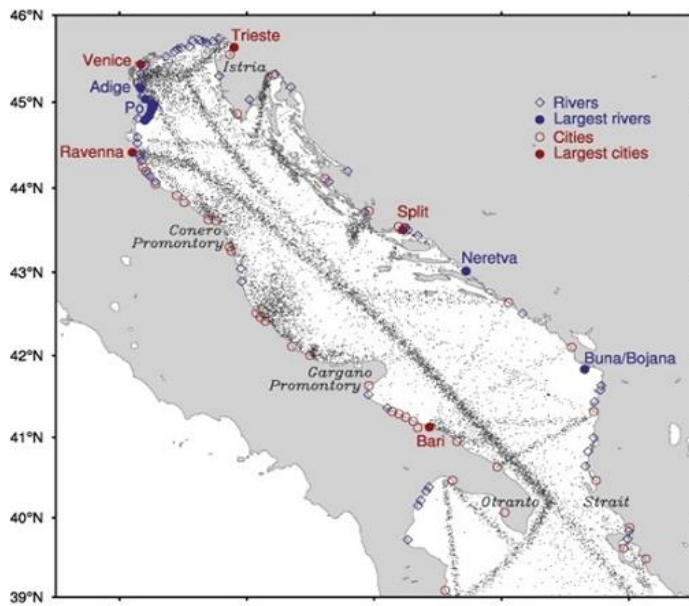 46°N
Trieste
Venice
Istria
Adige
Po
45°N
Rivers
Largest rivers
Cities
Largest cities
Ravenna
44°N
Split
Conero
Promontory
Neretva
43°N
42°N
Buna/Bojana
Gargano
Promontory
41°N
Bari
Otranto Strait
40°N
39°N